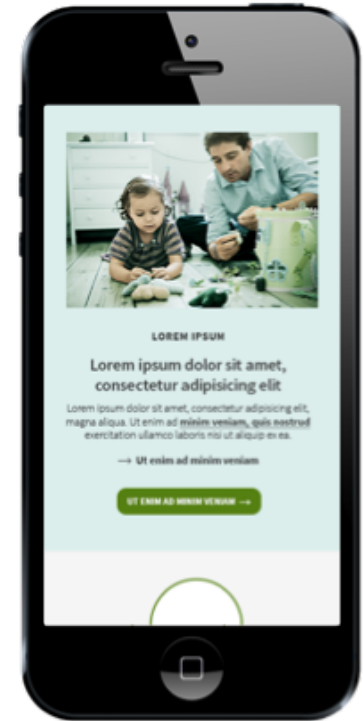 LOREM IPSUM
Lorem ipsum dolor sit amet,
consectetur adipisicing elit
Lorem ipsum dolor sit amet, consectetur adipisicing elit,
magna aliqua. Ut enim ad minim veniam, quis nostrud
exercitation ullamco laboris nisi ut aliquip ex ea.
→ Ut enim ad minim veniam
UT ENIM AD MINIM VENIAM →